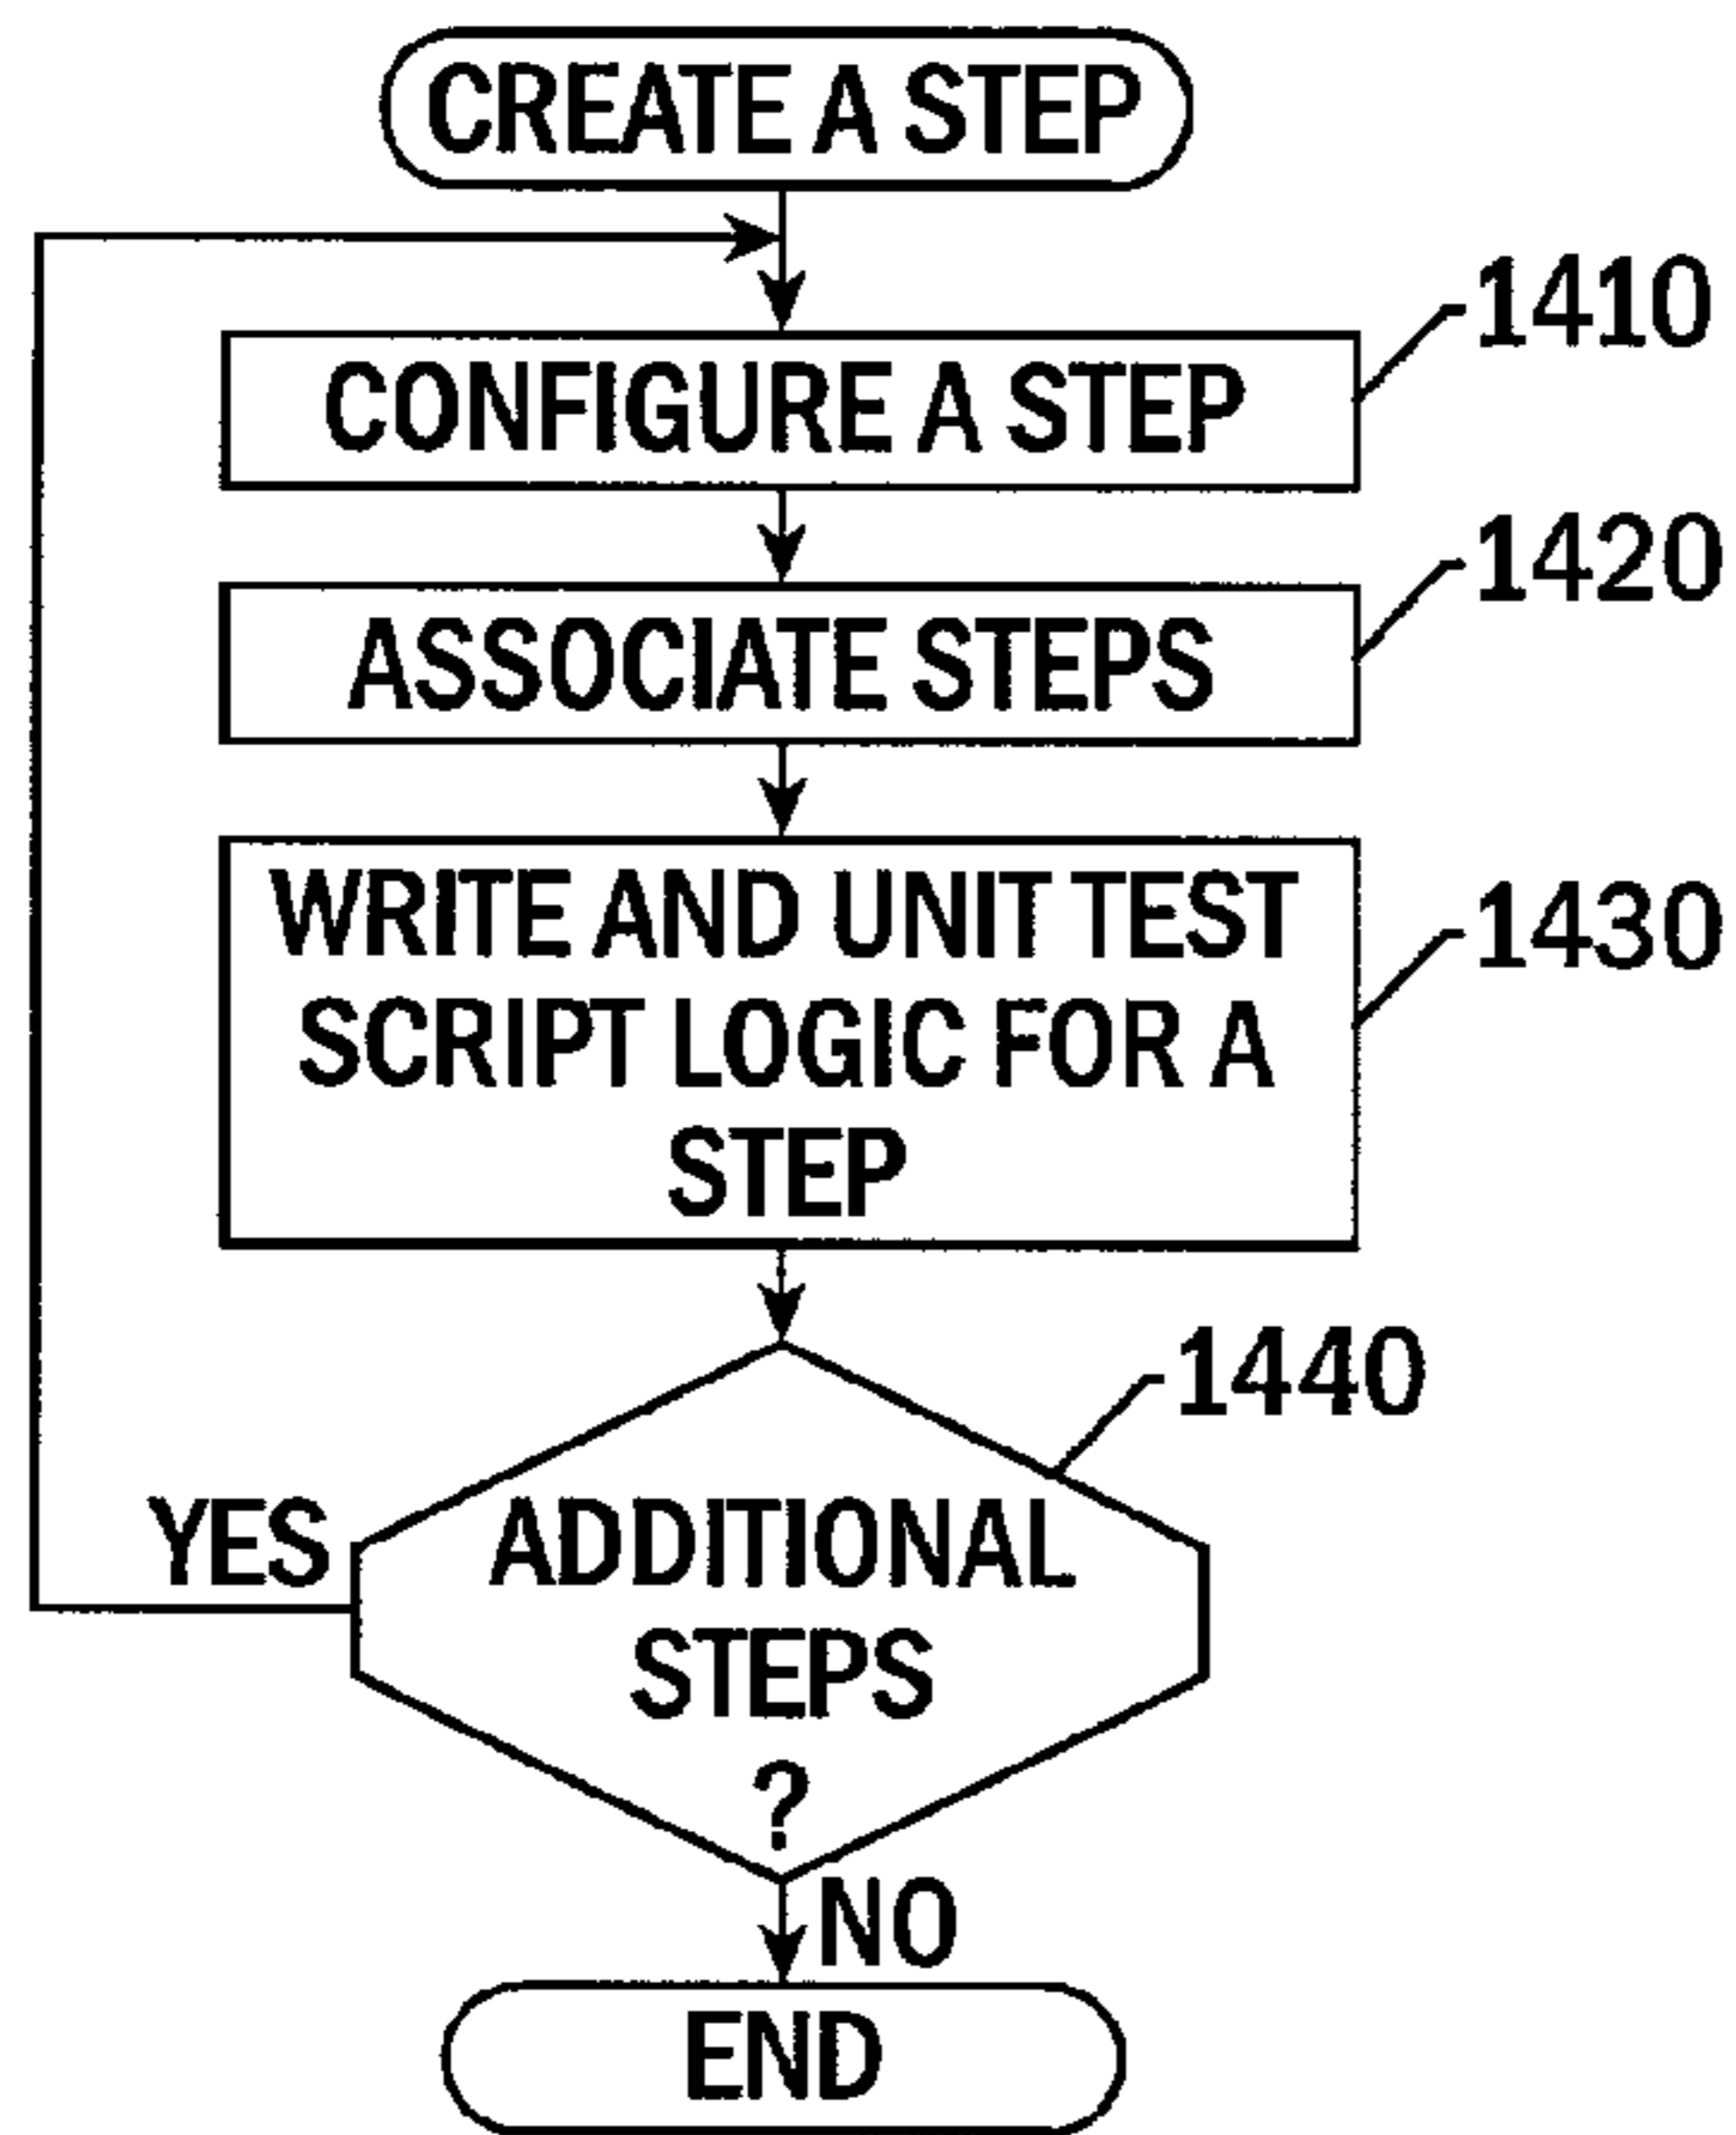 CREATE A STEP
1410
CONFIGURE A STEP
1420
ASSOCIATE STEPS
1430
WRITE AND UNIT TEST
SCRIPT LOGIC FOR A
STEP
1440
YES
ADDITIONAL
STEPS
?
NO
END